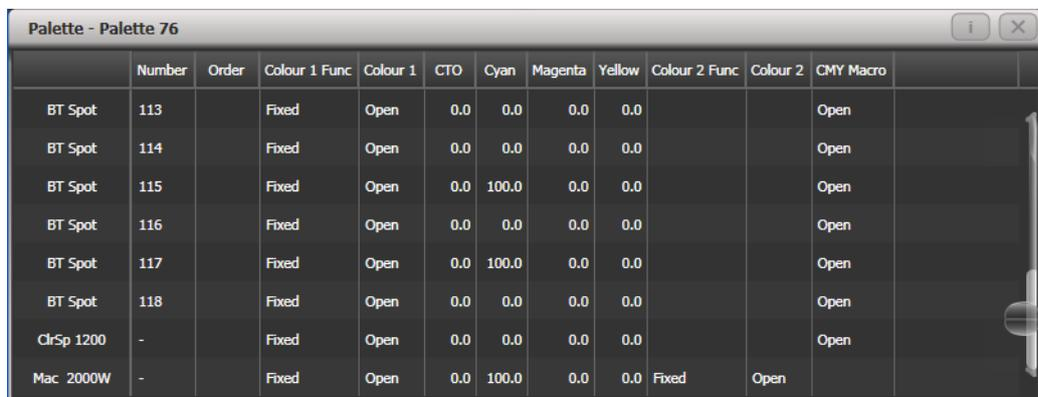 Palette - Palette 76
i
Number Order Colour 1 Func Colour 1 CTO Cyan Magenta Yellow Colour 2 Func Colour 2 CMY Macro
BT Spot 113 Fixed Open 0.0 0.0 0.0 0.0 Open
BT Spot 114 Fixed Open 0.0 0.0 0.0 0.0 Open
BT Spot 115 Fixed Open 0.0 100.0 0.0 0.0 Open
BT Spot 116 Fixed Open 0.0 0.0 0.0 0.0 Open
BT Spot 117 Fixed Open 0.0 100.0 0.0 0.0 Open
BT Spot 118 Fixed Open 0.0 0.0 0.0 0.0 Open
ClrSp 1200 - Fixed Open 0.0 0.0 0.0 0.0 Open
Mac 2000W - Fixed Open 0.0 100.0 0.0 0.0 Fixed Open